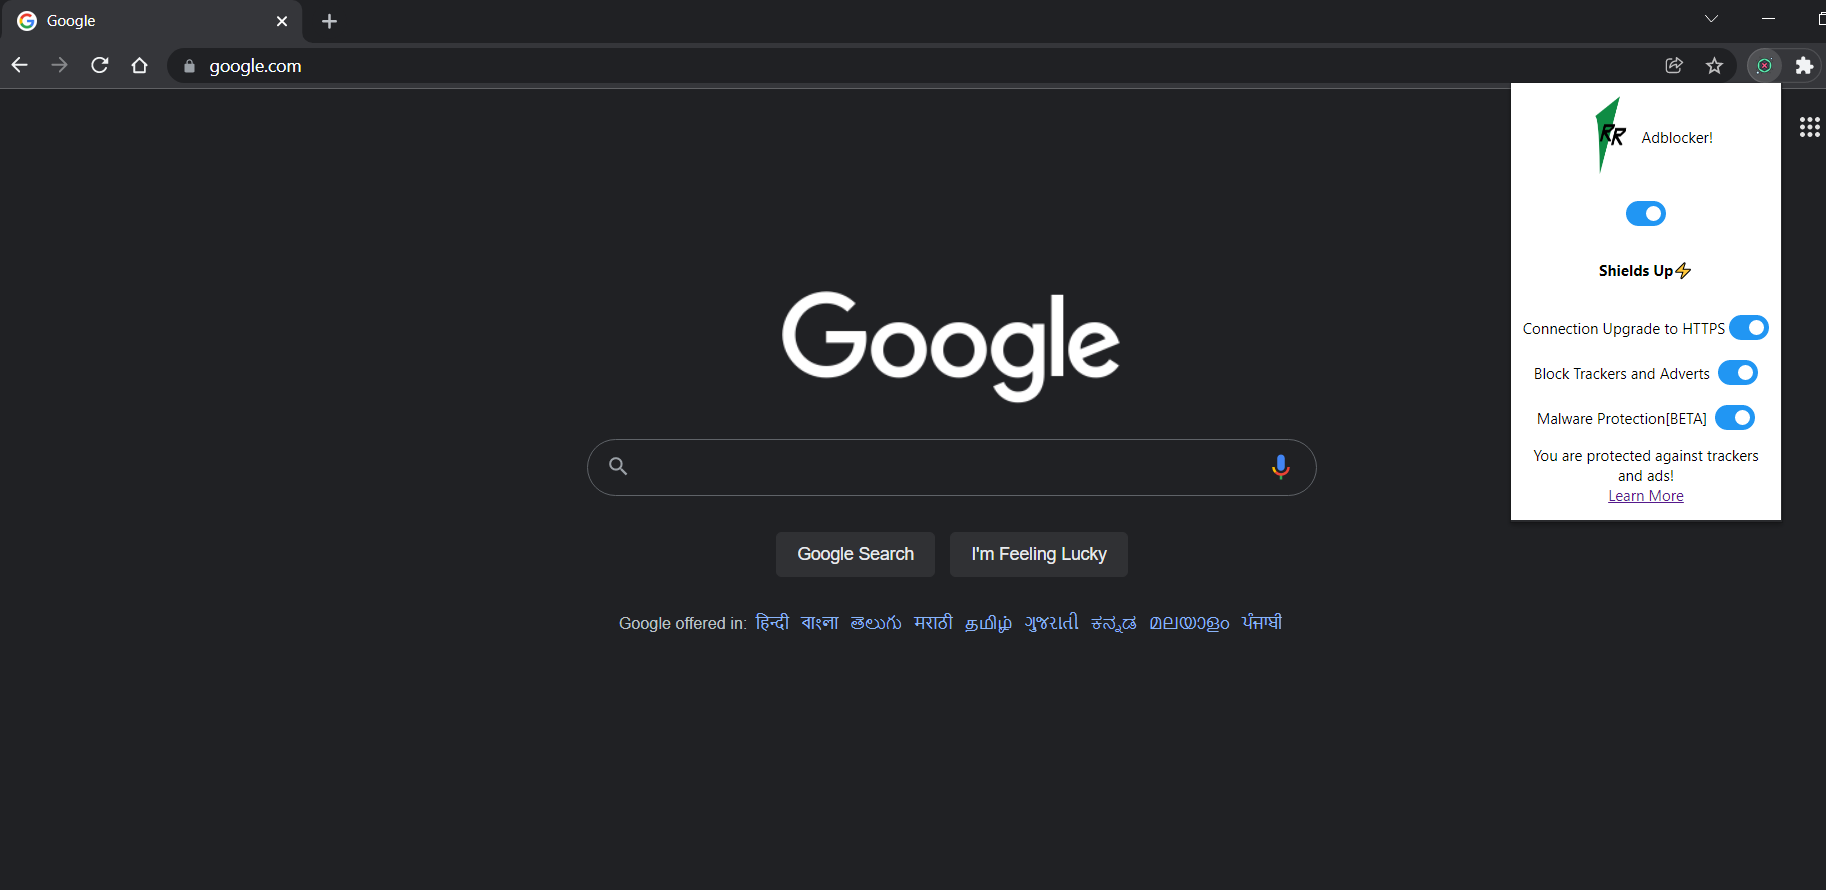 Google
google.com
RR
Adblocker!
Shields Up⚡
Connection Upgrade to HTTPS
Block Trackers and Adverts
Malware Protection[BETA]
You are protected against trackers
and ads!
Learn More
Google
Google Search
I'm Feeling Lucky
Google offered in: हिन्दी বাংলা తెలుగు मराठी தமிழ் ગુજરાતી ಕನ್ನಡ മലയാളം ਪੰਜਾਬੀ